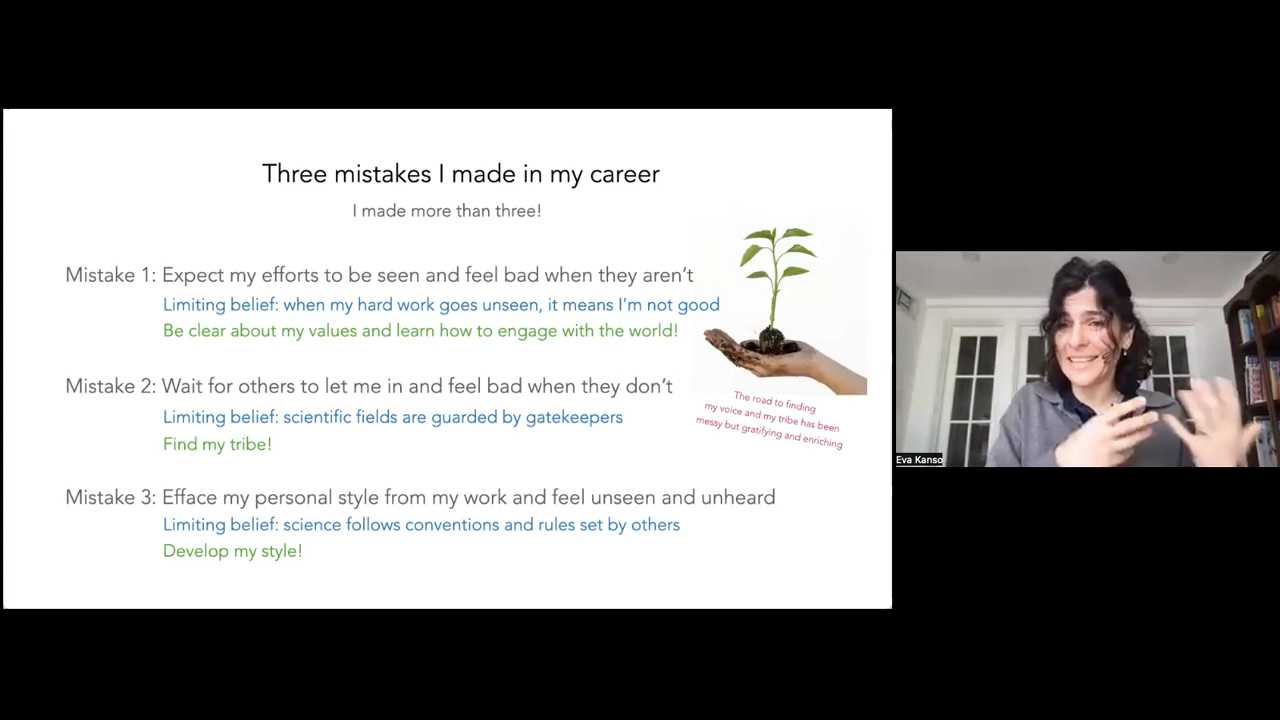 Three mistakes I made in my career
I made more than three!
Mistake 1: Expect my efforts to be seen and feel bad when they aren't
Limiting belief: when my hard work goes unseen, it means I'm not good
Be clear about my values and learn how to engage with the world!
Mistake 2: Wait for others to let me in and feel bad when they don't
Limiting belief: scientific fields are guarded by gatekeepers
Find my tribe!
The road to finding
my voice and my tribe has been
messy but gratifying and enriching
Mistake 3: Efface my personal style from my work and feel unseen and unheard
Limiting belief: science follows conventions and rules set by others
Develop my style!
Eva Kanso